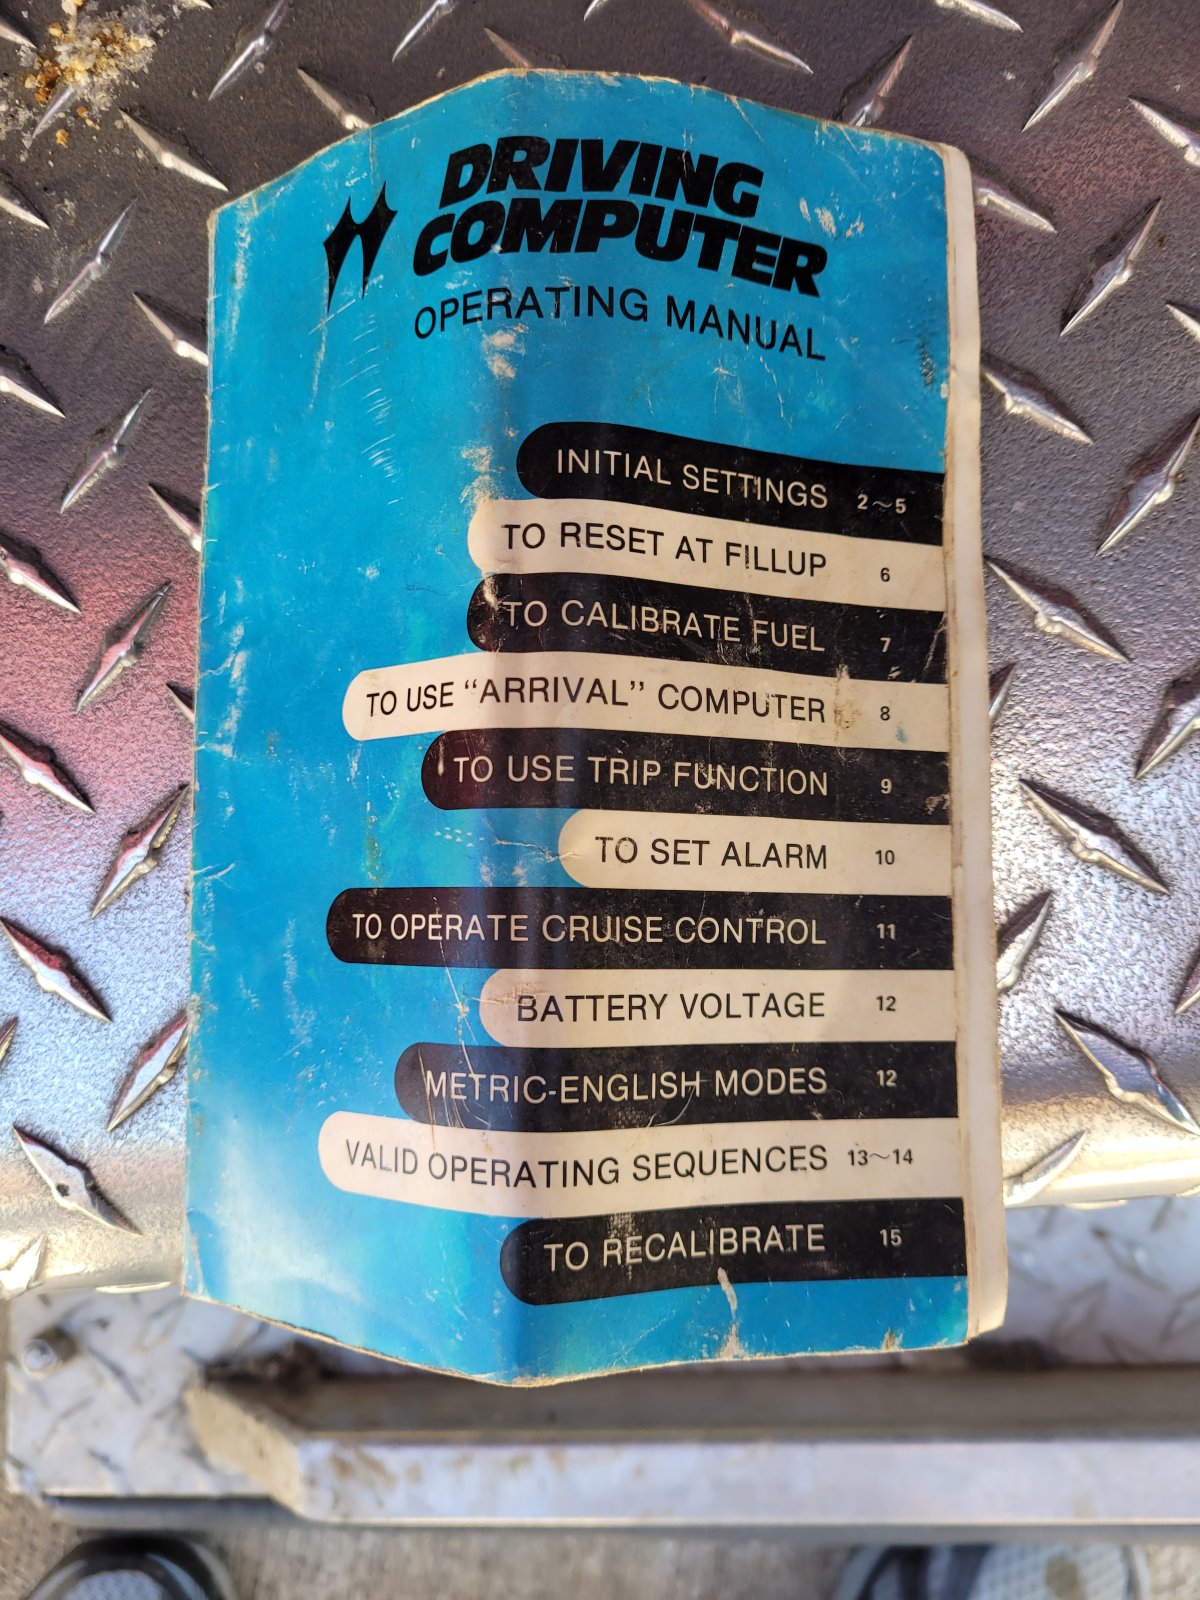 DRIVING
COMPUTER
OPERATING MANUAL
INITIAL SETTINGS 2~5
TO RESET AT FILLUP 6
TO CALIBRATE FUEL 7
TO USE “ARRIVAL” COMPUTER 8
TO USE TRIP FUNCTION 9
TO SET ALARM 10
TO OPERATE CRUISE CONTROL 11
BATTERY VOLTAGE 12
METRIC-ENGLISH MODES 12
VALID OPERATING SEQUENCES 13~14
TO RECALIBRATE 15